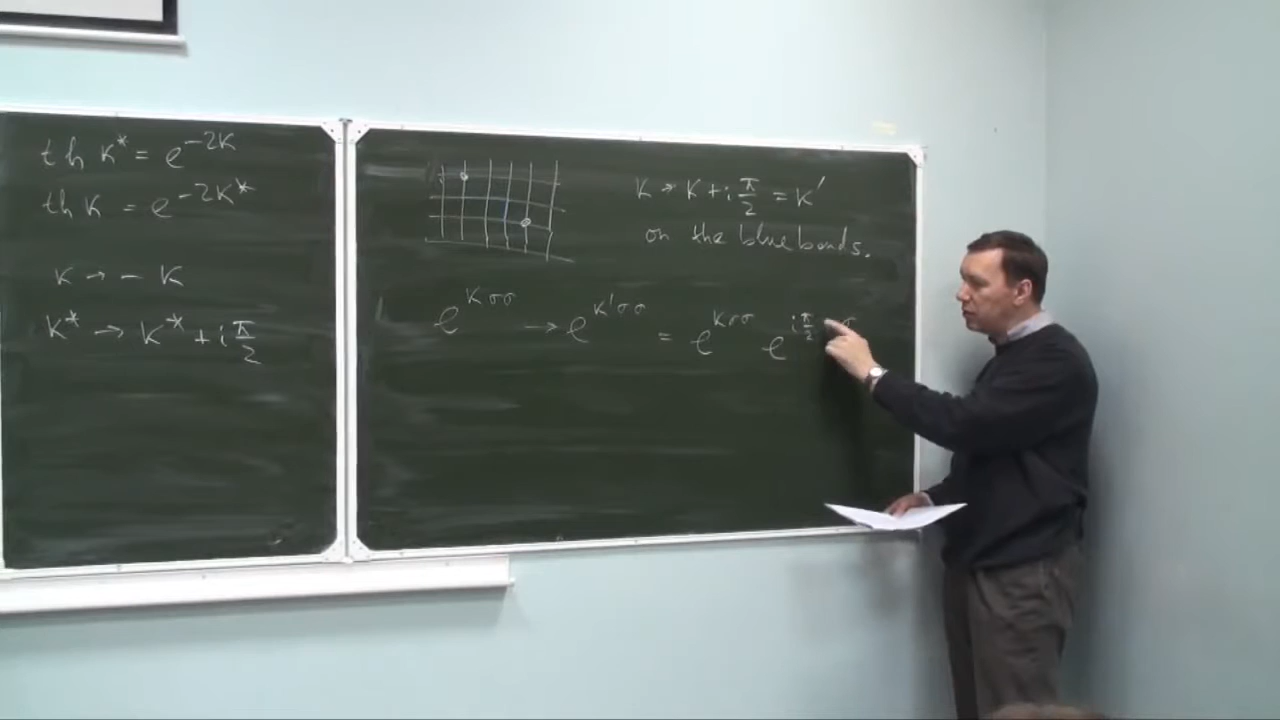 th K* = e^{-2K}
th K = e^{-2K*}
K → - K
K* → K* + i π/2
K → K + i π/2 = K'
on the blue bonds.
e^{Kσσ} → e^{K'σσ} = e^{Kσσ} e^{i π/2 σ}